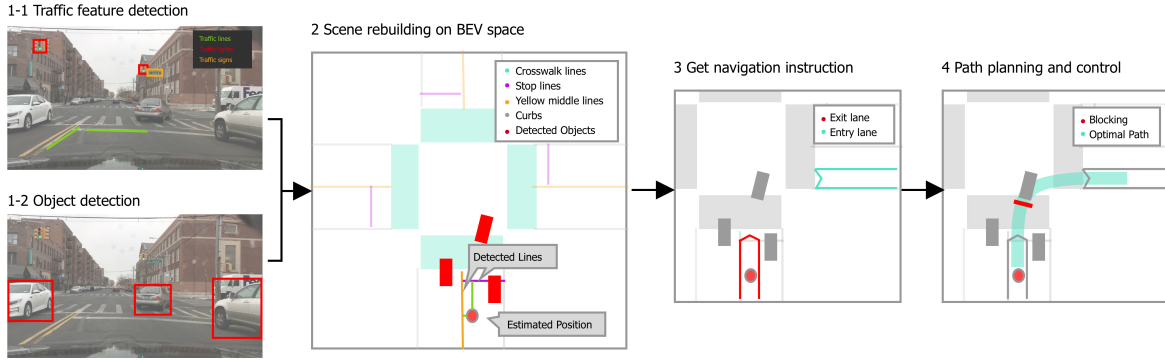 1-1 Traffic feature detection
Traffic lines
Traffic signs
1-2 Object detection
2 Scene rebuilding on BEV space
Crosswalk lines
Stop lines
Yellow middle lines
Curbs
Detected Objects
Detected Lines
Estimated Position
3 Get navigation instruction
Exit lane
Entry lane
4 Path planning and control
Blocking
Optimal Path